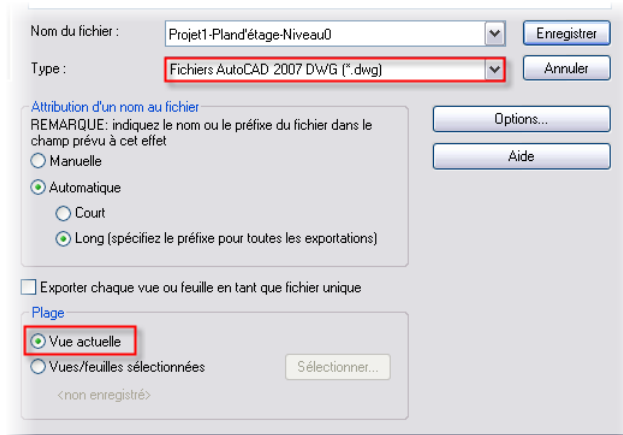 Nom du fichier :
Projet1-Pland'étage-Niveau0
Enregistrer
Type :
Fichiers AutoCAD 2007 DWG (*.dwg)
Annuler
Attribution d'un nom au fichier
REMARQUE: indiquez le nom ou le préfixe du fichier dans le
champ prévu à cet effet
Options...
Aide
Manuelle
Automatique
Court
Long (spécifiez le préfixe pour toutes les exportations)
Exporter chaque vue ou feuille en tant que fichier unique
Plage
Vue actuelle
Vues/feuilles sélectionnées
Sélectionner...
<non enregistré>